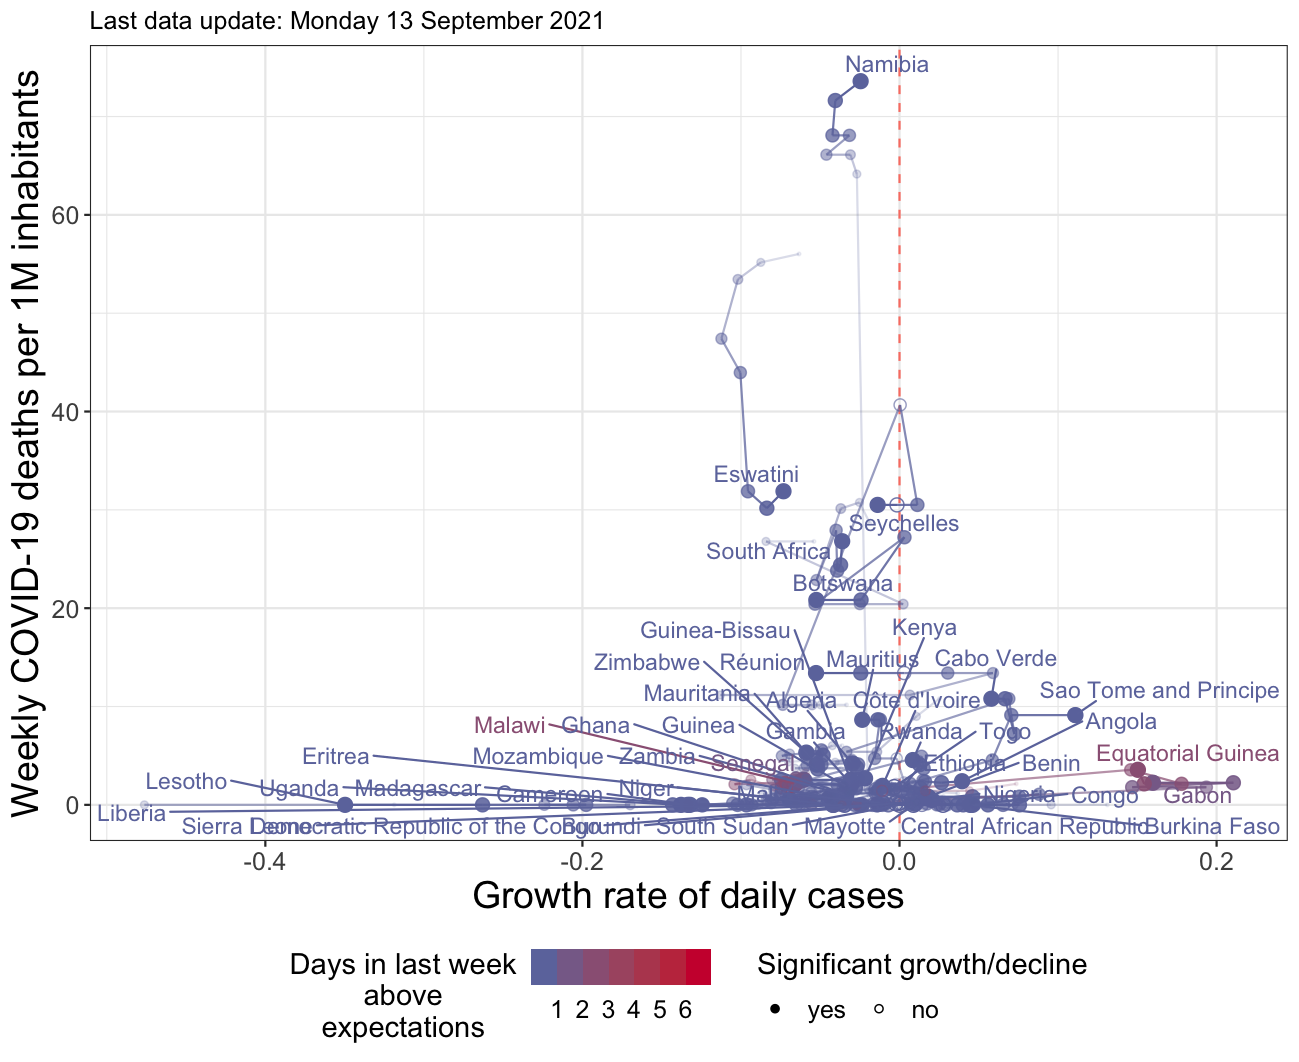 Last data update: Monday 13 September 2021
Weekly COVID-19 deaths per 1M inhabitants
60
40
20
0
Namibia
Eswatini
Seychelles
South Africa
Botswana
Guinea-Bissau
Kenya
Zimbabwe
Réunion
Mauritius
Cabo Verde
Mauritania
Algeria
Côte d'Ivoire
Sao Tome and Principe
Malawi
Ghana
Guinea
Gambia
Rwanda
Togo
Angola
Eritrea
Mozambique
Zambia
Senegal
Ethiopia
Benin
Equatorial Guinea
Lesotho
Uganda
Madagascar
Cameroon
Niger
Nigeria
Congo
Gabon
Liberia
Sierra Leone
Democratic Republic of the Congo
Burundi
South Sudan
Mayotte
Central African Republic
Burkina Faso
-0.4
-0.2
0.0
0.2
Growth rate of daily cases
Days in last week
above
expectations
1 2 3 4 5 6
Significant growth/decline
yes
no